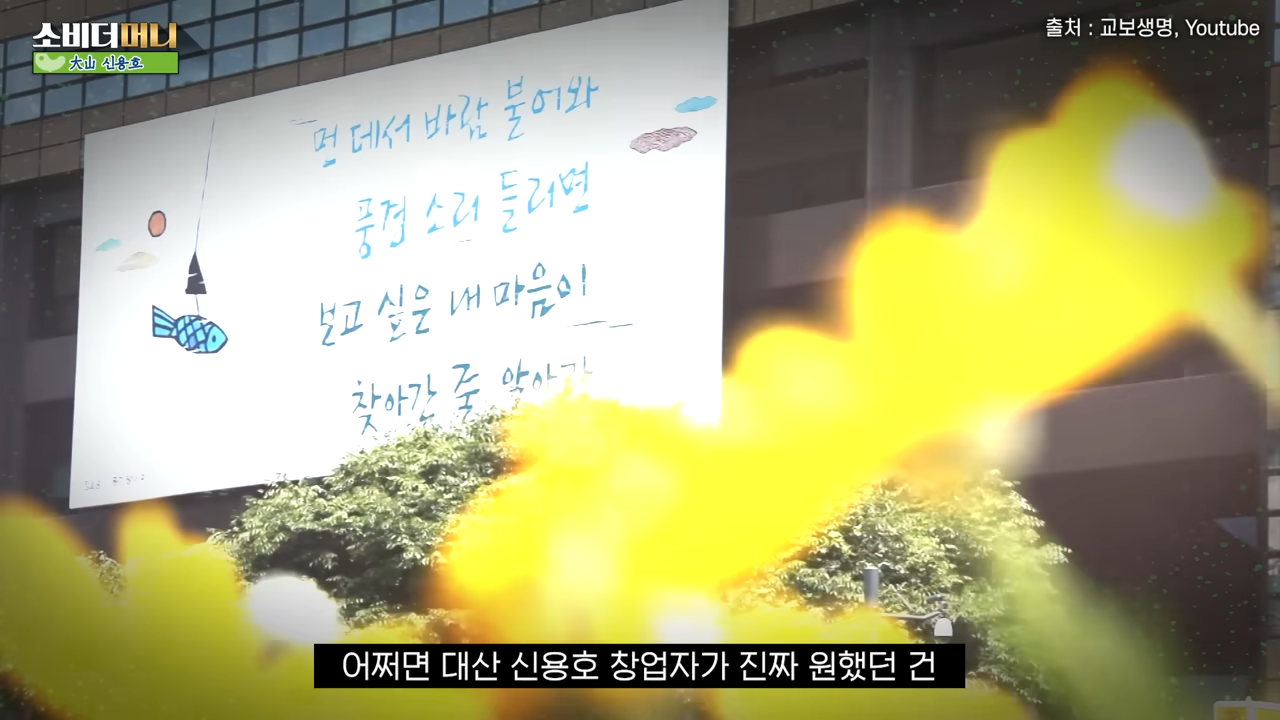 소비더머니
大山 신용호
출처 : 교보생명, Youtube
먼 데서 바람 불어와
풍경 소리 들리면
보고 싶은 내 마음이
찾아간 줄 알아라
어쩌면 대산 신용호 창업자가 진짜 원했던 건